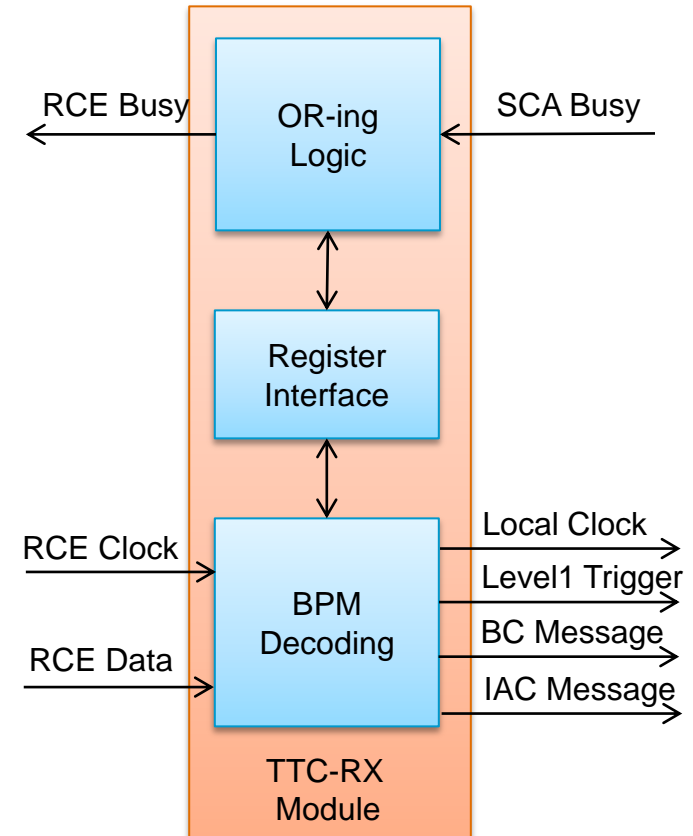 RCE Busy
OR-ing
Logic
SCA Busy
Register
Interface
RCE Clock
RCE Data
BPM
Decoding
Local Clock
Level1 Trigger
BC Message
IAC Message
TTC-RX
Module